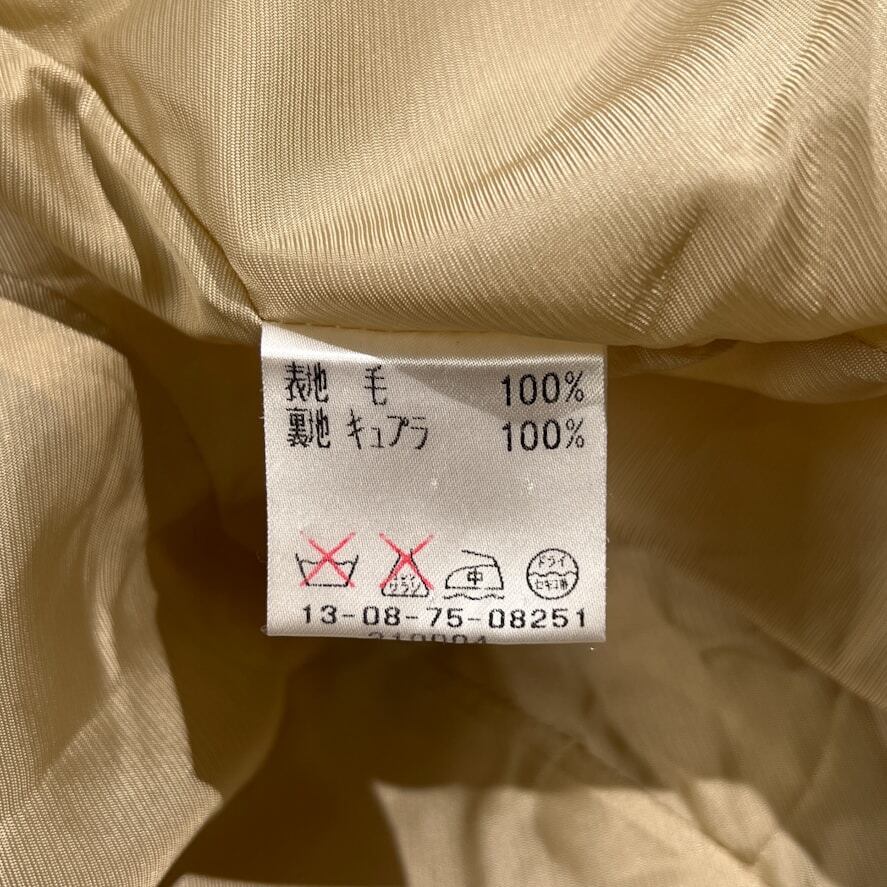 表地 毛 100%
裏地 キュプラ 100%
中 ドライ
セキユ系
13-08-75-08251